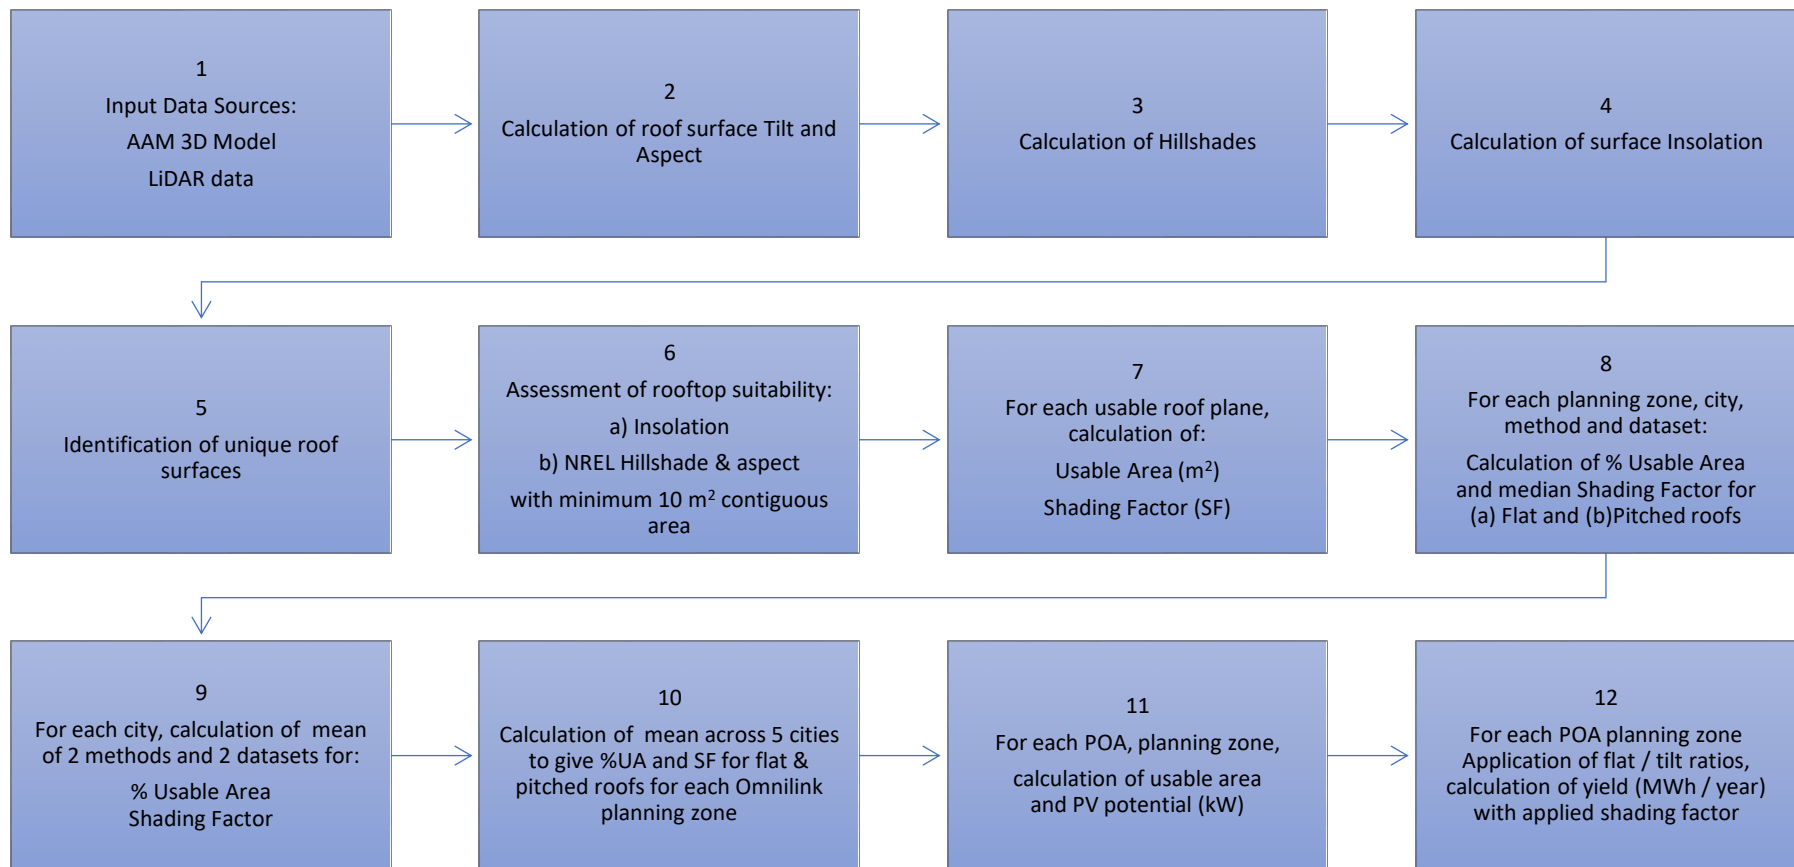 1
Input Data Sources:
AAM 3D Model
LiDAR data
2
Calculation of roof surface Tilt and
Aspect
3
Calculation of Hillshades
4
Calculation of surface Insolation
5
Identification of unique roof
surfaces
6
Assessment of rooftop suitability:
a) Insolation
b) NREL Hillshade & aspect
with minimum 10 m² contiguous
area
7
For each usable roof plane,
calculation of:
Usable Area (m²)
Shading Factor (SF)
8
For each planning zone, city,
method and dataset:
Calculation of % Usable Area
and median Shading Factor for
(a) Flat and (b)Pitched roofs
9
For each city, calculation of  mean
of 2 methods and 2 datasets for:
% Usable Area
Shading Factor
10
Calculation of  mean across 5 cities
to give %UA and SF for flat &
pitched roofs for each Omnilink
planning zone
11
For each POA, planning zone,
calculation of usable area
and PV potential (kW)
12
For each POA planning zone
Application of flat / tilt ratios,
calculation of yield (MWh / year)
with applied shading factor